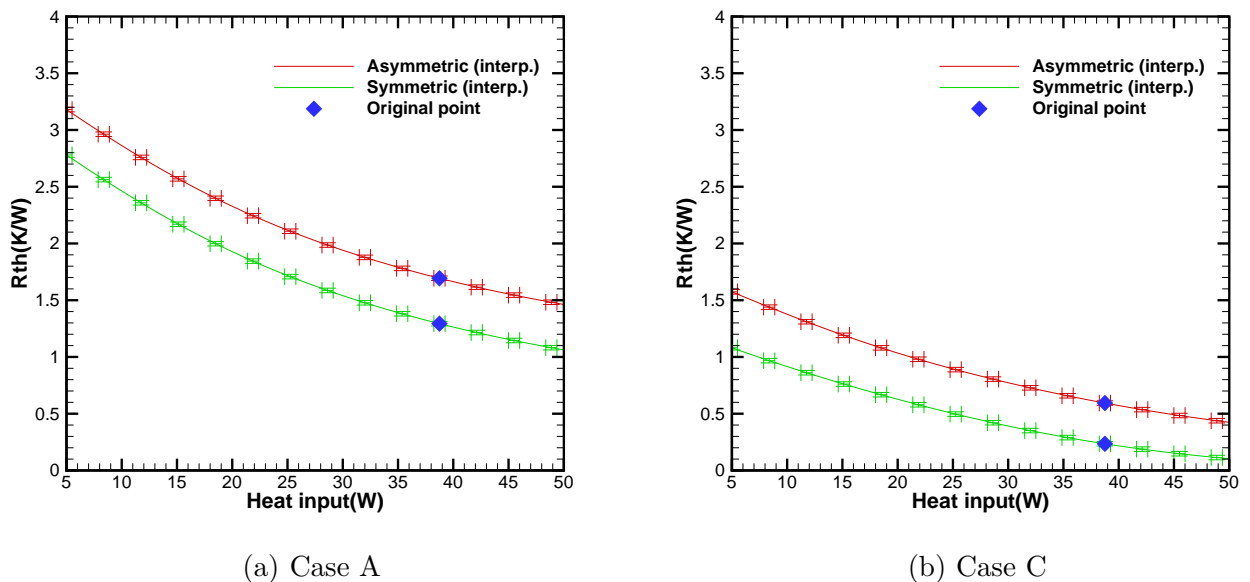 Rth(K/W)
4
3.5
3
2.5
2
1.5
1
0.5
0
Asymmetric (interp.)
Symmetric (interp.)
Original point
5 10 15 20 25 30 35 40 45 50
Heat input(W)
(a) Case A
Rth(K/W)
4
3.5
3
2.5
2
1.5
1
0.5
0
Asymmetric (interp.)
Symmetric (interp.)
Original point
5 10 15 20 25 30 35 40 45 50
Heat input(W)
(b) Case C